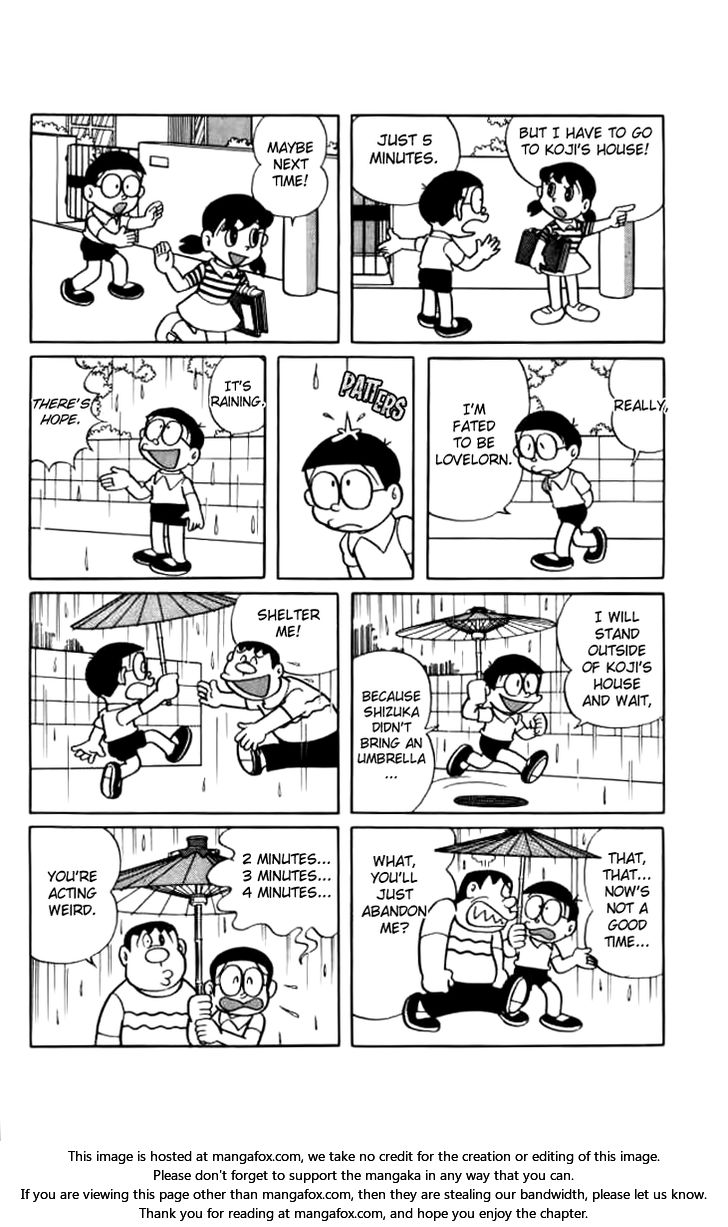 BUT I HAVE TO GO
TO KOJI'S HOUSE!
JUST 5
MINUTES.
MAYBE
NEXT
TIME!
REALLY,
I'M
FATED
TO BE
LOVELORN.
PATTERS
IT'S
RAINING.
THERE'S
HOPE.
I WILL
STAND
OUTSIDE
OF KOJI'S
HOUSE
AND WAIT,
BECAUSE
SHIZUKA
DIDN'T
BRING AN
UMBRELLA
...
SHELTER
ME!
THAT,
THAT...
NOW'S
NOT A
GOOD
TIME...
WHAT,
YOU'LL
JUST
ABANDON
ME?
2 MINUTES...
3 MINUTES...
4 MINUTES...
YOU'RE
ACTING
WEIRD.
This image is hosted at mangafox.com, we take no credit for the creation or editing of this image.
Please don't forget to support the mangaka in any way that you can.
If you are viewing this page other than mangafox.com, then they are stealing our bandwidth, please let us know.
Thank you for reading at mangafox.com, and hope you enjoy the chapter.